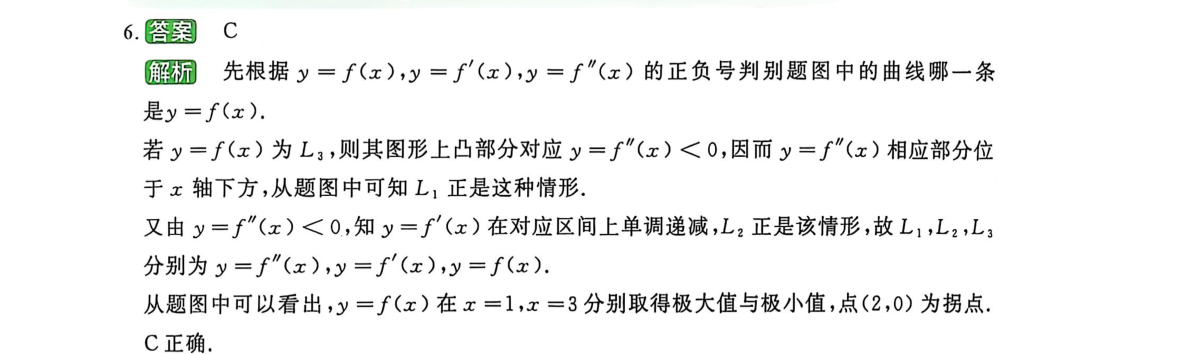 6. 答案 C
解析 先根据 y=f(x),y=f′(x),y=f″(x) 的正负号判别题图中的曲线哪一条
是y=f(x).
若 y=f(x) 为 L₃,则其图形上凸部分对应 y=f″(x)<0,因而 y=f″(x) 相应部分位
于 x 轴下方,从题图中可知 L₁ 正是这种情形.
又由 y=f″(x)<0,知 y=f′(x) 在对应区间上单调递减,L₂ 正是该情形,故 L₁,L₂,L₃
分别为 y=f″(x),y=f′(x),y=f(x).
从题图中可以看出,y=f(x) 在 x=1,x=3 分别取得极大值与极小值,点(2,0) 为拐点.
C 正确.